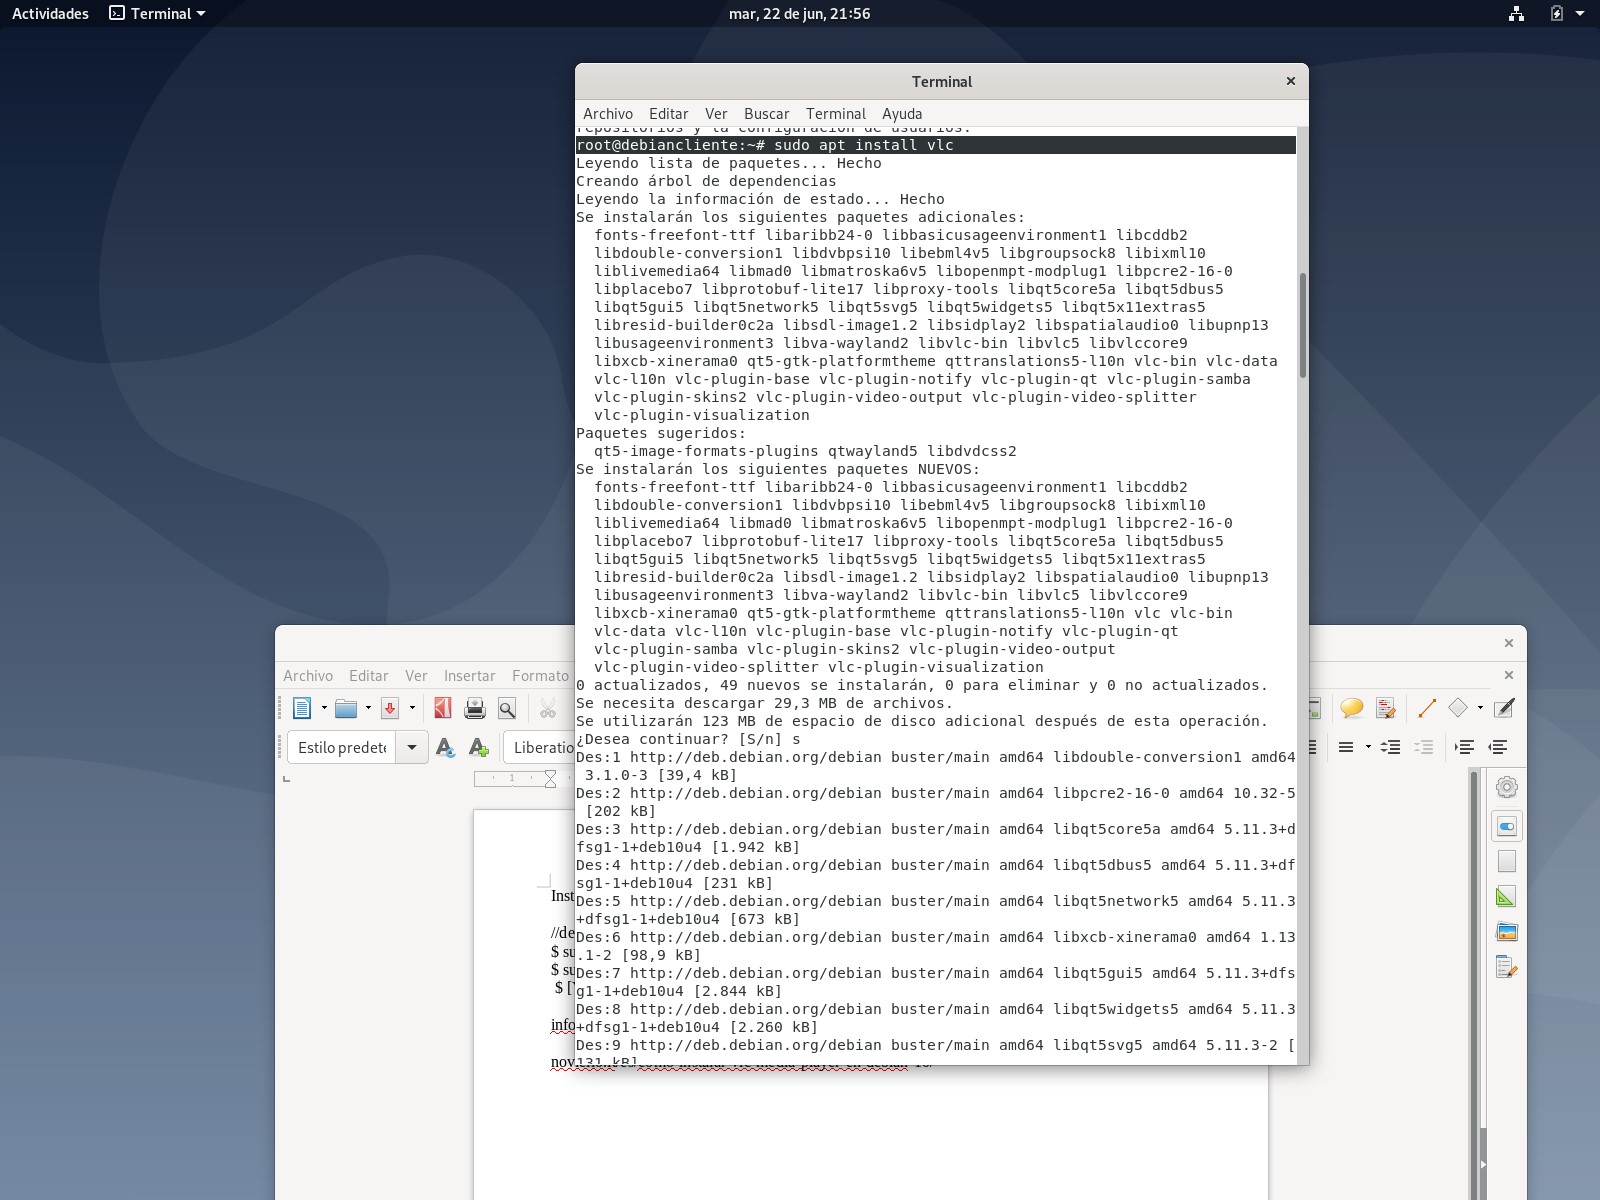 Actividades
Terminal
mar, 22 de jun, 21:56
Terminal
Archivo Editar Ver Buscar Terminal Ayuda
repositorios y la configuración de usuarios.
root@debiancliente:~# sudo apt install vlc
Leyendo lista de paquetes... Hecho
Creando árbol de dependencias
Leyendo la información de estado... Hecho
Se instalarán los siguientes paquetes adicionales:
fonts-freefont-ttf libaribb24-0 libbasicusageenvironment1 libcddb2
libdouble-conversion1 libdvbpsi10 libebml4v5 libgroupsock8 libixml10
liblivemedia64 libmad0 libmatroska6v5 libopenmpt-modplug1 libpcre2-16-0
libplacebo7 libprotobuf-lite17 libproxy-tools libqt5core5a libqt5dbus5
libqt5gui5 libqt5network5 libqt5svg5 libqt5widgets5 libqt5x11extras5
libresid-builder0c2a libsdl-image1.2 libsidplay2 libspatialaudio0 libupnp13
libusageenvironment3 libva-wayland2 libvlc-bin libvlc5 libvlccore9
libxcb-xinerama0 qt5-gtk-platformtheme qttranslations5-l10n vlc-bin vlc-data
vlc-l10n vlc-plugin-base vlc-plugin-notify vlc-plugin-qt vlc-plugin-samba
vlc-plugin-skins2 vlc-plugin-video-output vlc-plugin-video-splitter
vlc-plugin-visualization
Paquetes sugeridos:
qt5-image-formats-plugins qtwayland5 libdvdcss2
Se instalarán los siguientes paquetes NUEVOS:
fonts-freefont-ttf libaribb24-0 libbasicusageenvironment1 libcddb2
libdouble-conversion1 libdvbpsi10 libebml4v5 libgroupsock8 libixml10
liblivemedia64 libmad0 libmatroska6v5 libopenmpt-modplug1 libpcre2-16-0
libplacebo7 libprotobuf-lite17 libproxy-tools libqt5core5a libqt5dbus5
libqt5gui5 libqt5network5 libqt5svg5 libqt5widgets5 libqt5x11extras5
libresid-builder0c2a libsdl-image1.2 libsidplay2 libspatialaudio0 libupnp13
libusageenvironment3 libva-wayland2 libvlc-bin libvlc5 libvlccore9
libxcb-xinerama0 qt5-gtk-platformtheme qttranslations5-l10n vlc vlc-bin
vlc-data vlc-l10n vlc-plugin-base vlc-plugin-notify vlc-plugin-qt
vlc-plugin-samba vlc-plugin-skins2 vlc-plugin-video-output
vlc-plugin-video-splitter vlc-plugin-visualization
0 actualizados, 49 nuevos se instalarán, 0 para eliminar y 0 no actualizados.
Se necesita descargar 29,3 MB de archivos.
Se utilizarán 123 MB de espacio de disco adicional después de esta operación.
¿Desea continuar? [S/n] s
Des:1 http://deb.debian.org/debian buster/main amd64 libdouble-conversion1 amd64
3.1.0-3 [39,4 kB]
Des:2 http://deb.debian.org/debian buster/main amd64 libpcre2-16-0 amd64 10.32-5
[202 kB]
Des:3 http://deb.debian.org/debian buster/main amd64 libqt5core5a amd64 5.11.3+d
fsg1-1+deb10u4 [1.942 kB]
Des:4 http://deb.debian.org/debian buster/main amd64 libqt5dbus5 amd64 5.11.3+df
sg1-1+deb10u4 [231 kB]
Des:5 http://deb.debian.org/debian buster/main amd64 libqt5network5 amd64 5.11.3
+dfsg1-1+deb10u4 [673 kB]
Des:6 http://deb.debian.org/debian buster/main amd64 libxcb-xinerama0 amd64 1.13
.1-2 [98,9 kB]
Des:7 http://deb.debian.org/debian buster/main amd64 libqt5gui5 amd64 5.11.3+dfs
g1-1+deb10u4 [2.844 kB]
Des:8 http://deb.debian.org/debian buster/main amd64 libqt5widgets5 amd64 5.11.3
+dfsg1-1+deb10u4 [2.260 kB]
Des:9 http://deb.debian.org/debian buster/main amd64 libqt5svg5 amd64 5.11.3-2 [
131 kB]
Archivo Editar Ver Insertar Formato
Estilo predete
Liberatio
1
Inst
//de
$ su
$ su
$ [
info